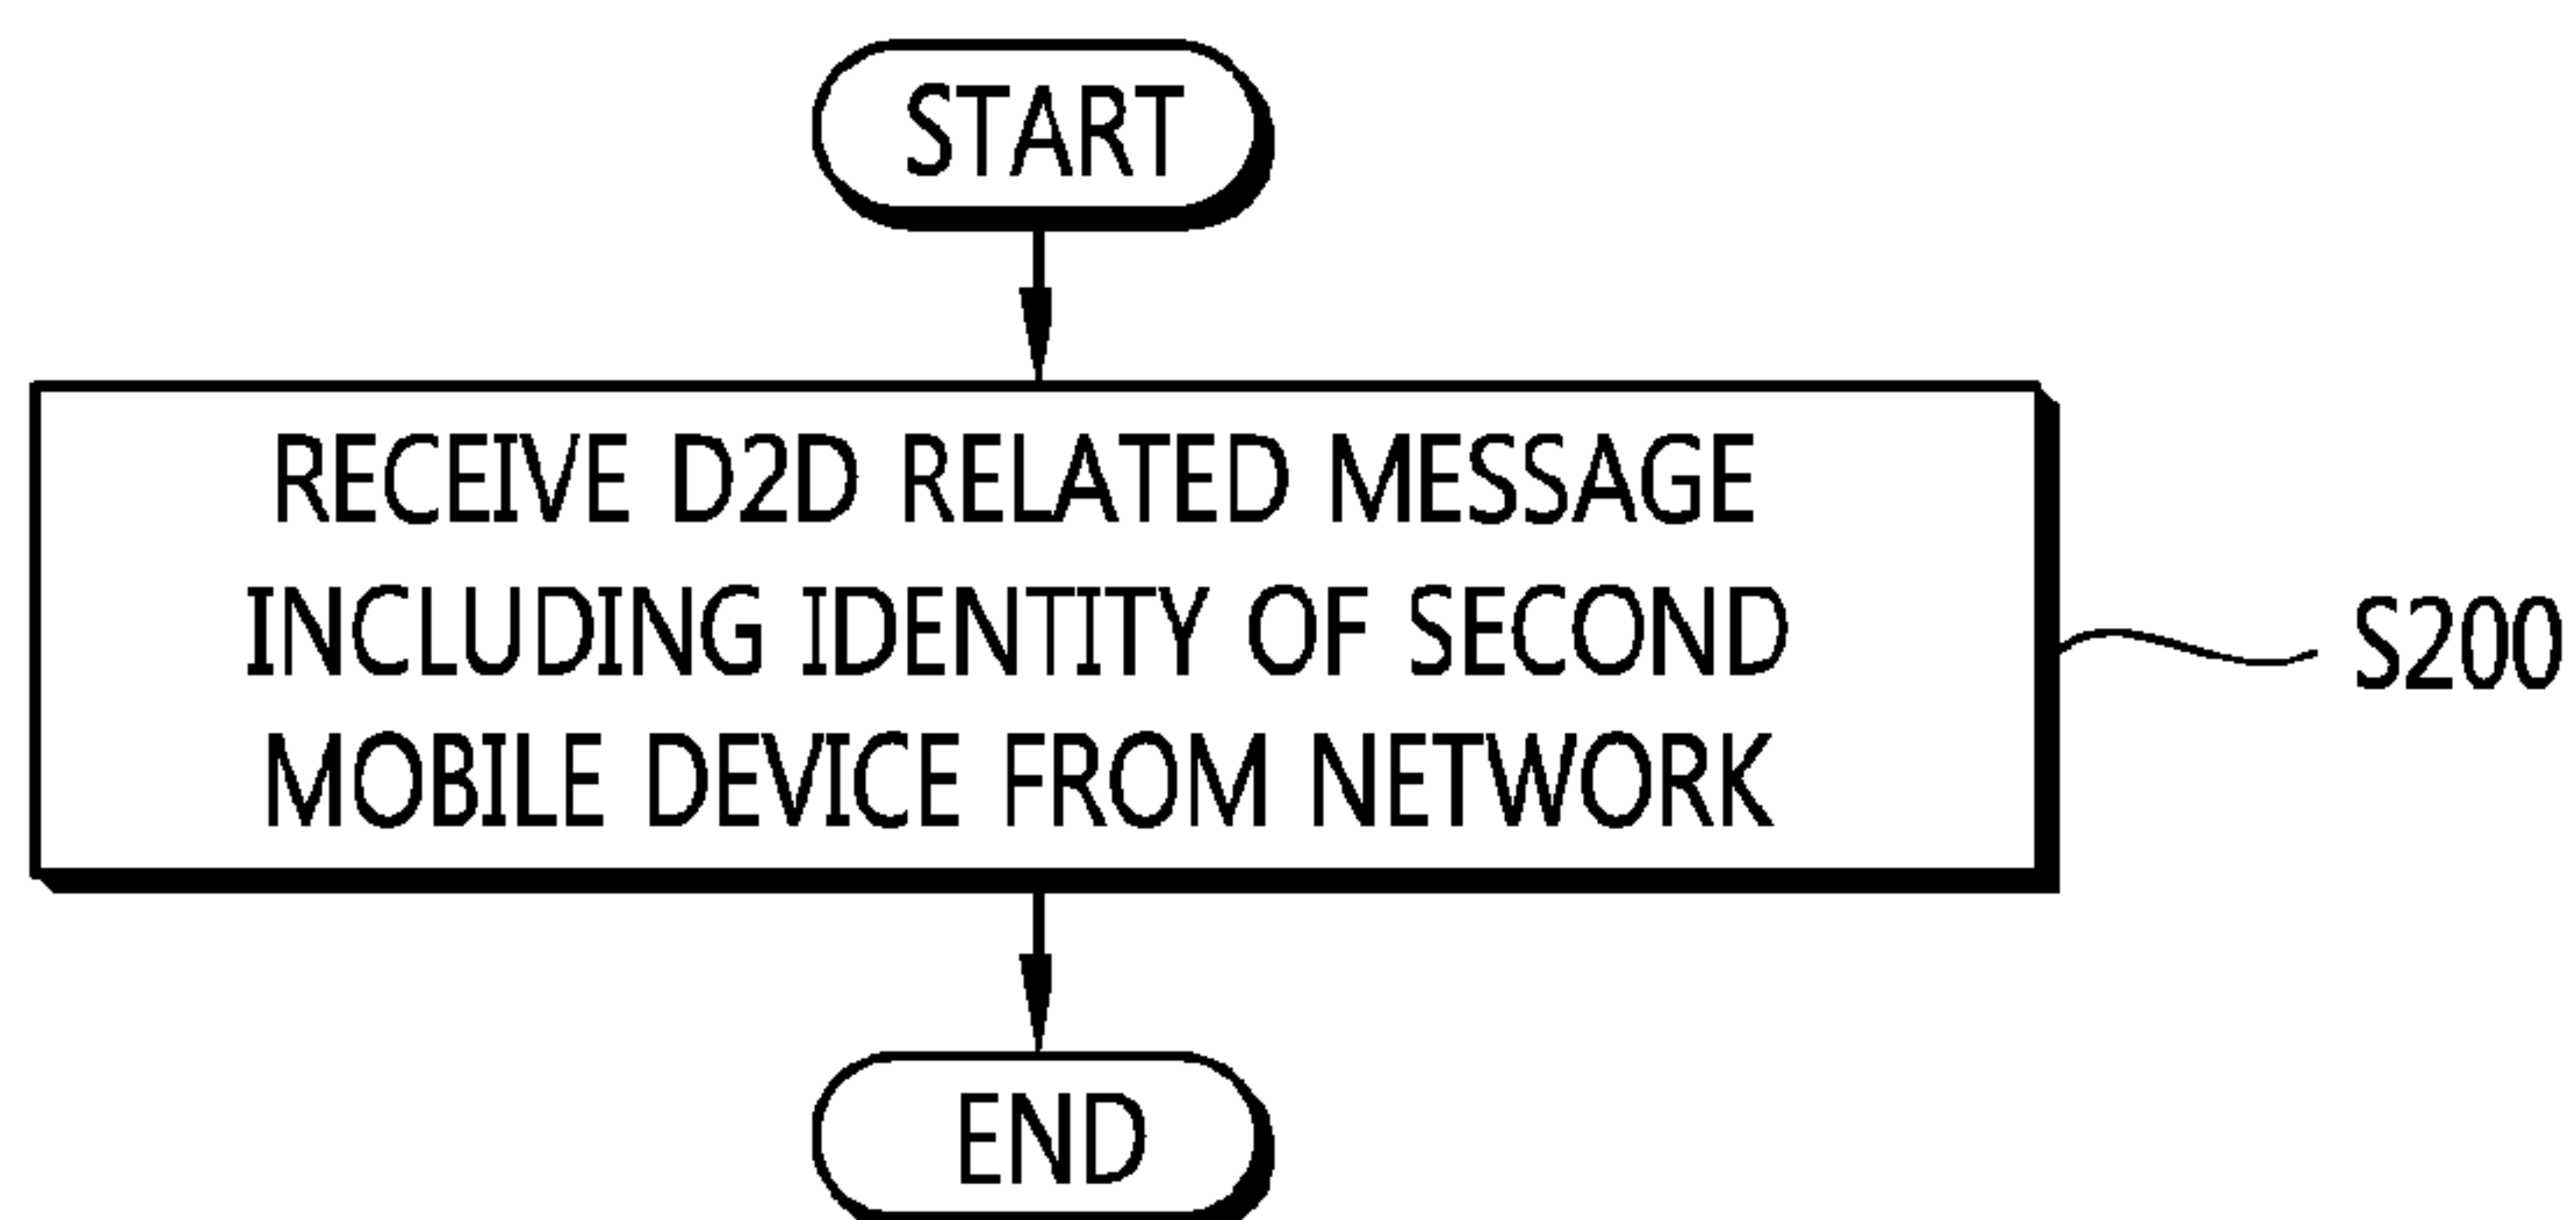 START
RECEIVE D2D RELATED MESSAGE
INCLUDING IDENTITY OF SECOND
MOBILE DEVICE FROM NETWORK
S200
END